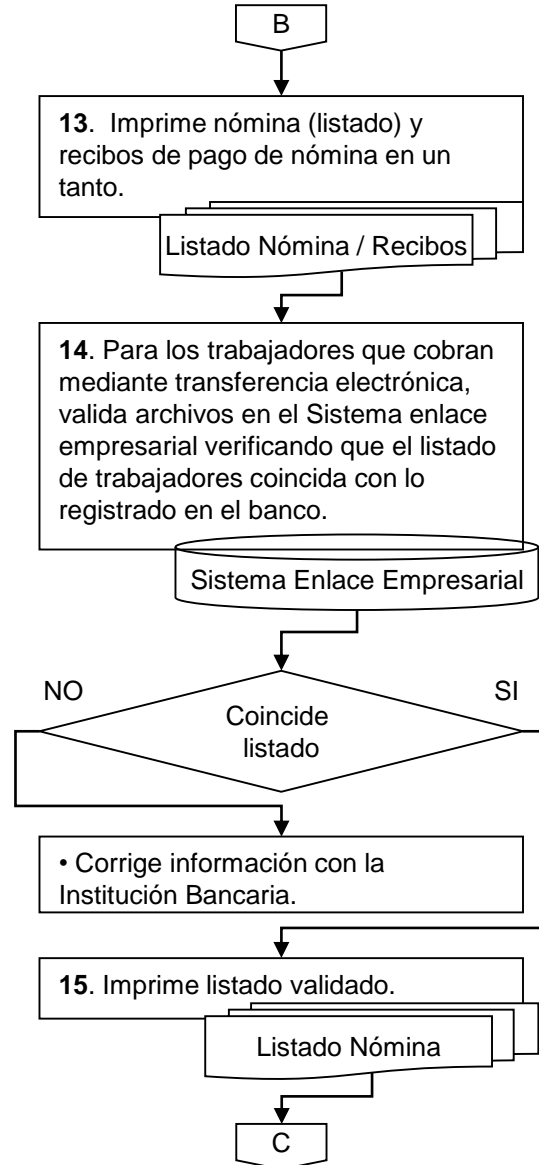 B
13. Imprime nómina (listado) y
recibos de pago de nómina en un
tanto.
Listado Nómina / Recibos
14. Para los trabajadores que cobran
mediante transferencia electrónica,
valida archivos en el Sistema enlace
empresarial verificando que el listado
de trabajadores coincida con lo
registrado en el banco.
Sistema Enlace Empresarial
NO
SI
Coincide
listado
• Corrige información con la
Institución Bancaria.
15. Imprime listado validado.
Listado Nómina
C